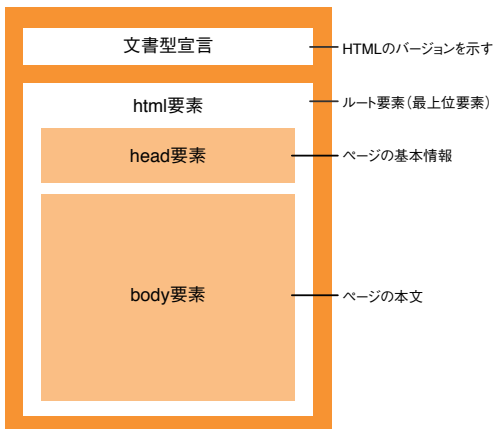 文書型宣言
HTMLのバージョンを示す
html要素
ルート要素（最上位要素）
head要素
ページの基本情報
body要素
ページの本文